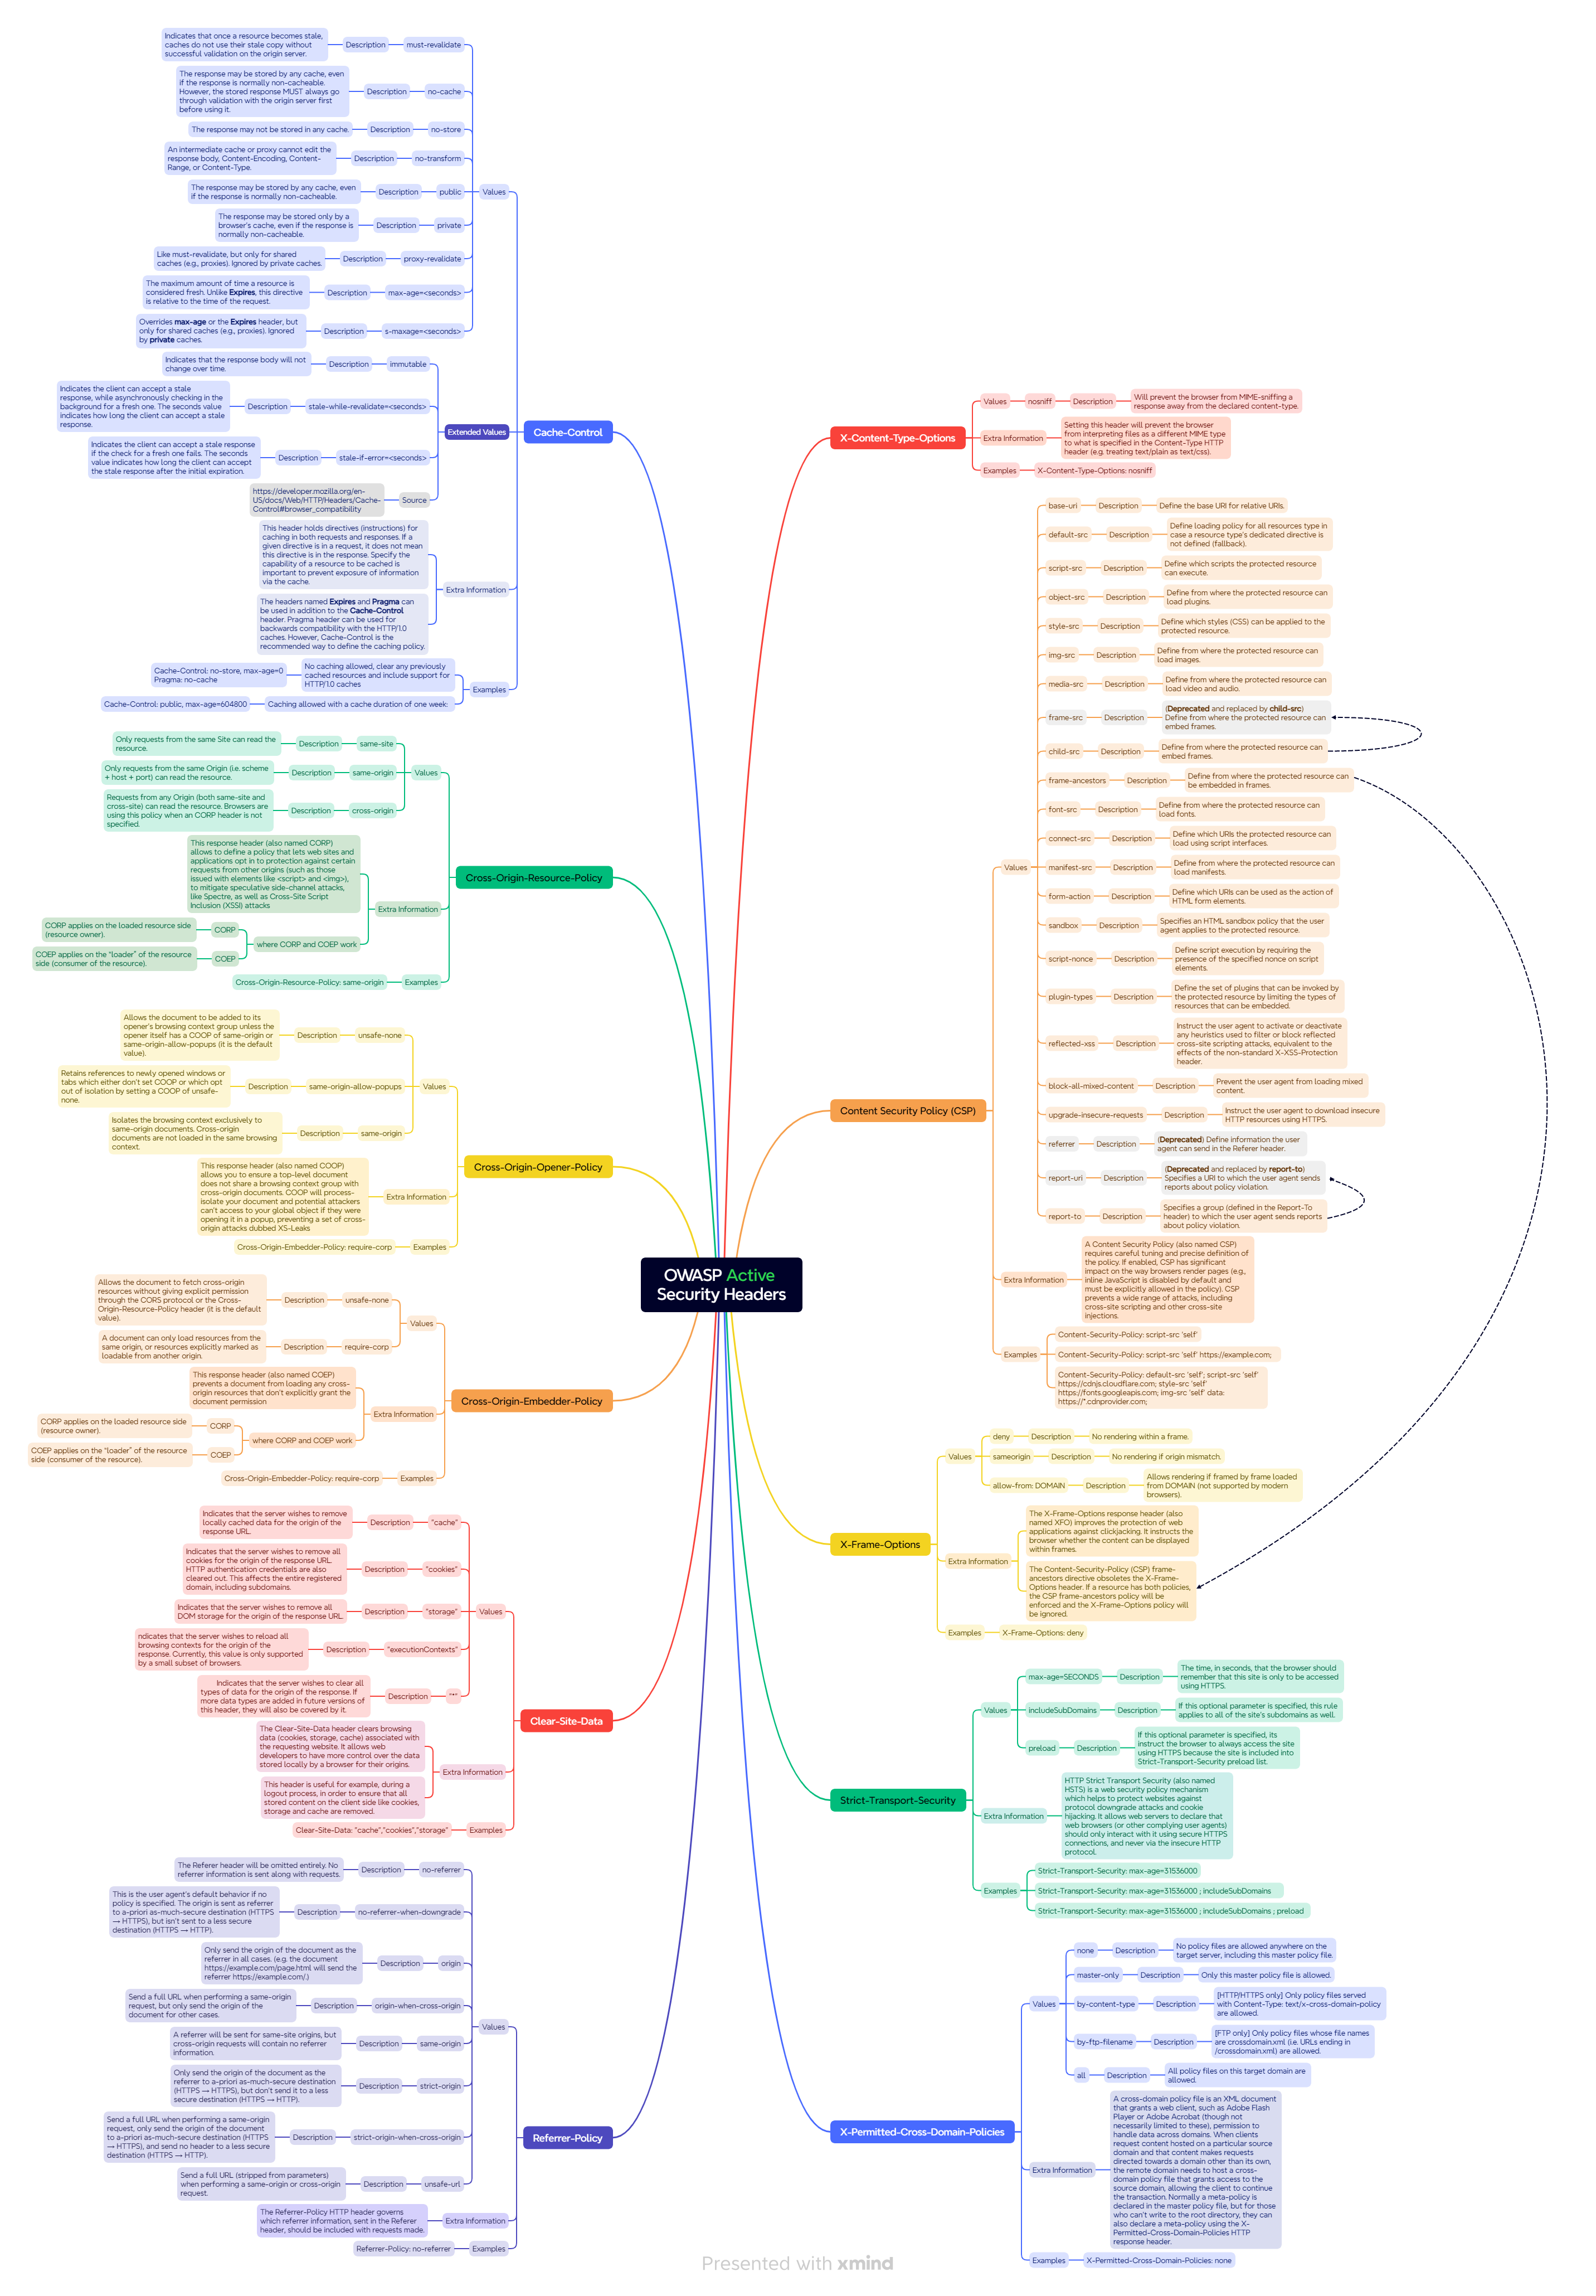 OWASP Active
Security Headers
Cache-Control
Values
must-revalidate
Description
Indicates that once a resource becomes stale,
caches do not use their stale copy without
successful validation on the origin server.
no-cache
Description
The response may be stored by any cache, even
if the response is normally non-cacheable.
However, the stored response MUST always go
through validation with the origin server first
before using it.
no-store
Description
The response may not be stored in any cache.
no-transform
Description
An intermediate cache or proxy cannot edit the
response body, Content-Encoding, Content-
Range, or Content-Type.
public
Description
The response may be stored by any cache, even
if the response is normally non-cacheable.
private
Description
The response may be stored only by a
browser's cache, even if the response is
normally non-cacheable.
proxy-revalidate
Description
Like must-revalidate, but only for shared
caches (e.g., proxies). Ignored by private caches.
max-age=<seconds>
Description
The maximum amount of time a resource is
considered fresh. Unlike Expires, this directive
is relative to the time of the request.
s-maxage=<seconds>
Description
Overrides max-age or the Expires header, but
only for shared caches (e.g., proxies). Ignored
by private caches.
Extended Values
immutable
Description
Indicates that the response body will not
change over time.
stale-while-revalidate=<seconds>
Description
Indicates the client can accept a stale
response, while asynchronously checking in the
background for a fresh one. The seconds value
indicates how long the client can accept a stale
response.
stale-if-error=<seconds>
Description
Indicates the client can accept a stale response
if the check for a fresh one fails. The seconds
value indicates how long the client can accept
the stale response after the initial expiration.
Source
https://developer.mozilla.org/en-
US/docs/Web/HTTP/Headers/Cache-
Control#browser_compatibility
Extra Information
This header holds directives (instructions) for
caching in both requests and responses. If a
given directive is in a request, it does not mean
this directive is in the response. Specify the
capability of a resource to be cached is
important to prevent exposure of information
via the cache.
The headers named Expires and Pragma can
be used in addition to the Cache-Control
header. Pragma header can be used for
backwards compatibility with the HTTP/1.0
caches. However, Cache-Control is the
recommended way to define the caching policy.
Examples
No caching allowed, clear any previously
cached resources and include support for
HTTP/1.0 caches
Cache-Control: no-store, max-age=0
Pragma: no-cache
Caching allowed with a cache duration of one week:
Cache-Control: public, max-age=604800
Cross-Origin-Resource-Policy
Values
same-site
Description
Only requests from the same Site can read the
resource.
same-origin
Description
Only requests from the same Origin (i.e. scheme
+ host + port) can read the resource.
cross-origin
Description
Requests from any Origin (both same-site and
cross-site) can read the resource. Browsers are
using this policy when an CORP header is not
specified.
Extra Information
This response header (also named CORP)
allows to define a policy that lets web sites and
applications opt in to protection against certain
requests from other origins (such as those
issued with elements like <script> and <img>),
to mitigate speculative side-channel attacks,
like Spectre, as well as Cross-Site Script
Inclusion (XSSI) attacks
where CORP and COEP work
CORP
CORP applies on the loaded resource side
(resource owner).
COEP
COEP applies on the "loader" of the resource
side (consumer of the resource).
Examples
Cross-Origin-Resource-Policy: same-origin
Cross-Origin-Opener-Policy
Values
unsafe-none
Description
Allows the document to be added to its
opener's browsing context group unless the
opener itself has a COOP of same-origin or
same-origin-allow-popups (it is the default
value).
same-origin-allow-popups
Description
Retains references to newly opened windows or
tabs which either don't set COOP or which opt
out of isolation by setting a COOP of unsafe-
none.
same-origin
Description
Isolates the browsing context exclusively to
same-origin documents. Cross-origin
documents are not loaded in the same browsing
context.
Extra Information
This response header (also named COOP)
allows you to ensure a top-level document
does not share a browsing context group with
cross-origin documents. COOP will process-
isolate your document and potential attackers
can't access to your global object if they were
opening it in a popup, preventing a set of cross-
origin attacks dubbed XS-Leaks
Examples
Cross-Origin-Embedder-Policy: require-corp
Cross-Origin-Embedder-Policy
Values
unsafe-none
Description
Allows the document to fetch cross-origin
resources without giving explicit permission
through the CORS protocol or the Cross-
Origin-Resource-Policy header (it is the default
value).
require-corp
Description
A document can only load resources from the
same origin, or resources explicitly marked as
loadable from another origin.
Extra Information
This response header (also named COEP)
prevents a document from loading any cross-
origin resources that don't explicitly grant the
document permission
where CORP and COEP work
CORP
CORP applies on the loaded resource side
(resource owner).
COEP
COEP applies on the "loader" of the resource
side (consumer of the resource).
Examples
Cross-Origin-Embedder-Policy: require-corp
Clear-Site-Data
Values
"cache"
Description
Indicates that the server wishes to remove
locally cached data for the origin of the
response URL.
"cookies"
Description
Indicates that the server wishes to remove all
cookies for the origin of the response URL.
HTTP authentication credentials are also
cleared out. This affects the entire registered
domain, including subdomains.
"storage"
Description
Indicates that the server wishes to remove all
DOM storage for the origin of the response URL.
"executionContexts"
Description
ndicates that the server wishes to reload all
browsing contexts for the origin of the
response. Currently, this value is only supported
by a small subset of browsers.
"*"
Description
Indicates that the server wishes to clear all
types of data for the origin of the response. If
more data types are added in future versions of
this header, they will also be covered by it.
Extra Information
The Clear-Site-Data header clears browsing
data (cookies, storage, cache) associated with
the requesting website. It allows web
developers to have more control over the data
stored locally by a browser for their origins.
This header is useful for example, during a
logout process, in order to ensure that all
stored content on the client side like cookies,
storage and cache are removed.
Examples
Clear-Site-Data: "cache","cookies","storage"
Referrer-Policy
Values
no-referrer
Description
The Referer header will be omitted entirely. No
referrer information is sent along with requests.
no-referrer-when-downgrade
Description
This is the user agent's default behavior if no
policy is specified. The origin is sent as referrer
to a-priori as-much-secure destination (HTTPS
→ HTTPS), but isn't sent to a less secure
destination (HTTPS → HTTP).
origin
Description
Only send the origin of the document as the
referrer in all cases. (e.g. the document
https://example.com/page.html will send the
referrer https://example.com/.)
origin-when-cross-origin
Description
Send a full URL when performing a same-origin
request, but only send the origin of the
document for other cases.
same-origin
Description
A referrer will be sent for same-site origins, but
cross-origin requests will contain no referrer
information.
strict-origin
Description
Only send the origin of the document as the
referrer to a-priori as-much-secure destination
(HTTPS → HTTPS), but don't send it to a less
secure destination (HTTPS → HTTP).
strict-origin-when-cross-origin
Description
Send a full URL when performing a same-origin
request, only send the origin of the document
to a-priori as-much-secure destination (HTTPS
→ HTTPS), and send no header to a less secure
destination (HTTPS → HTTP).
unsafe-url
Description
Send a full URL (stripped from parameters)
when performing a same-origin or cross-origin
request.
Extra Information
The Referrer-Policy HTTP header governs
which referrer information, sent in the Referer
header, should be included with requests made.
Examples
Referrer-Policy: no-referrer
X-Content-Type-Options
Values
nosniff
Description
Will prevent the browser from MIME-sniffing a
response away from the declared content-type.
Extra Information
Setting this header will prevent the browser
from interpreting files as a different MIME type
to what is specified in the Content-Type HTTP
header (e.g. treating text/plain as text/css).
Examples
X-Content-Type-Options: nosniff
Content Security Policy (CSP)
Values
base-uri
Description
Define the base URI for relative URIs.
default-src
Description
Define loading policy for all resources type in
case a resource type's dedicated directive is
not defined (fallback).
script-src
Description
Define which scripts the protected resource
can execute.
object-src
Description
Define from where the protected resource can
load plugins.
style-src
Description
Define which styles (CSS) can be applied to the
protected resource.
img-src
Description
Define from where the protected resource can
load images.
media-src
Description
Define from where the protected resource can
load video and audio.
frame-src
Description
(Deprecated and replaced by child-src)
Define from where the protected resource can
embed frames.
child-src
Description
Define from where the protected resource can
embed frames.
frame-ancestors
Description
Define from where the protected resource can
be embedded in frames.
font-src
Description
Define from where the protected resource can
load fonts.
connect-src
Description
Define which URIs the protected resource can
load using script interfaces.
manifest-src
Description
Define from where the protected resource can
load manifests.
form-action
Description
Define which URIs can be used as the action of
HTML form elements.
sandbox
Description
Specifies an HTML sandbox policy that the user
agent applies to the protected resource.
script-nonce
Description
Define script execution by requiring the
presence of the specified nonce on script
elements.
plugin-types
Description
Define the set of plugins that can be invoked by
the protected resource by limiting the types of
resources that can be embedded.
reflected-xss
Description
Instruct the user agent to activate or deactivate
any heuristics used to filter or block reflected
cross-site scripting attacks, equivalent to the
effects of the non-standard X-XSS-Protection
header.
block-all-mixed-content
Description
Prevent the user agent from loading mixed
content.
upgrade-insecure-requests
Description
Instruct the user agent to download insecure
HTTP resources using HTTPS.
referrer
Description
(Deprecated) Define information the user
agent can send in the Referer header.
report-uri
Description
(Deprecated and replaced by report-to)
Specifies a URI to which the user agent sends
reports about policy violation.
report-to
Description
Specifies a group (defined in the Report-To
header) to which the user agent sends reports
about policy violation.
Extra Information
A Content Security Policy (also named CSP)
requires careful tuning and precise definition of
the policy. If enabled, CSP has significant
impact on the way browsers render pages (e.g.,
inline JavaScript is disabled by default and
must be explicitly allowed in the policy). CSP
prevents a wide range of attacks, including
cross-site scripting and other cross-site
injections.
Examples
Content-Security-Policy: script-src 'self'
Content-Security-Policy: script-src 'self' https://example.com;
Content-Security-Policy: default-src 'self'; script-src 'self'
https://cdnjs.cloudflare.com; style-src 'self'
https://fonts.googleapis.com; img-src 'self' data:
https://*.cdnprovider.com;
X-Frame-Options
Values
deny
Description
No rendering within a frame.
sameorigin
Description
No rendering if origin mismatch.
allow-from: DOMAIN
Description
Allows rendering if framed by frame loaded
from DOMAIN (not supported by modern
browsers).
Extra Information
The X-Frame-Options response header (also
named XFO) improves the protection of web
applications against clickjacking. It instructs the
browser whether the content can be displayed
within frames.
The Content-Security-Policy (CSP) frame-
ancestors directive obsoletes the X-Frame-
Options header. If a resource has both policies,
the CSP frame-ancestors policy will be
enforced and the X-Frame-Options policy will
be ignored.
Examples
X-Frame-Options: deny
Strict-Transport-Security
Values
max-age=SECONDS
Description
The time, in seconds, that the browser should
remember that this site is only to be accessed
using HTTPS.
includeSubDomains
Description
If this optional parameter is specified, this rule
applies to all of the site's subdomains as well.
preload
Description
If this optional parameter is specified, its
instruct the browser to always access the site
using HTTPS because the site is included into
Strict-Transport-Security preload list.
Extra Information
HTTP Strict Transport Security (also named
HSTS) is a web security policy mechanism
which helps to protect websites against
protocol downgrade attacks and cookie
hijacking. It allows web servers to declare that
web browsers (or other complying user agents)
should only interact with it using secure HTTPS
connections, and never via the insecure HTTP
protocol.
Examples
Strict-Transport-Security: max-age=31536000
Strict-Transport-Security: max-age=31536000 ; includeSubDomains
Strict-Transport-Security: max-age=31536000 ; includeSubDomains ; preload
X-Permitted-Cross-Domain-Policies
Values
none
Description
No policy files are allowed anywhere on the
target server, including this master policy file.
master-only
Description
Only this master policy file is allowed.
by-content-type
Description
[HTTP/HTTPS only] Only policy files served
with Content-Type: text/x-cross-domain-policy
are allowed.
by-ftp-filename
Description
[FTP only] Only policy files whose file names
are crossdomain.xml (i.e. URLs ending in
/crossdomain.xml) are allowed.
all
Description
All policy files on this target domain are
allowed.
Extra Information
A cross-domain policy file is an XML document
that grants a web client, such as Adobe Flash
Player or Adobe Acrobat (though not
necessarily limited to these), permission to
handle data across domains. When clients
request content hosted on a particular source
domain and that content makes requests
directed towards a domain other than its own,
the remote domain needs to host a cross-
domain policy file that grants access to the
source domain, allowing the client to continue
the transaction. Normally a meta-policy is
declared in the master policy file, but for those
who can't write to the root directory, they can
also declare a meta-policy using the X-
Permitted-Cross-Domain-Policies HTTP
response header.
Examples
X-Permitted-Cross-Domain-Policies: none
Presented with xmind